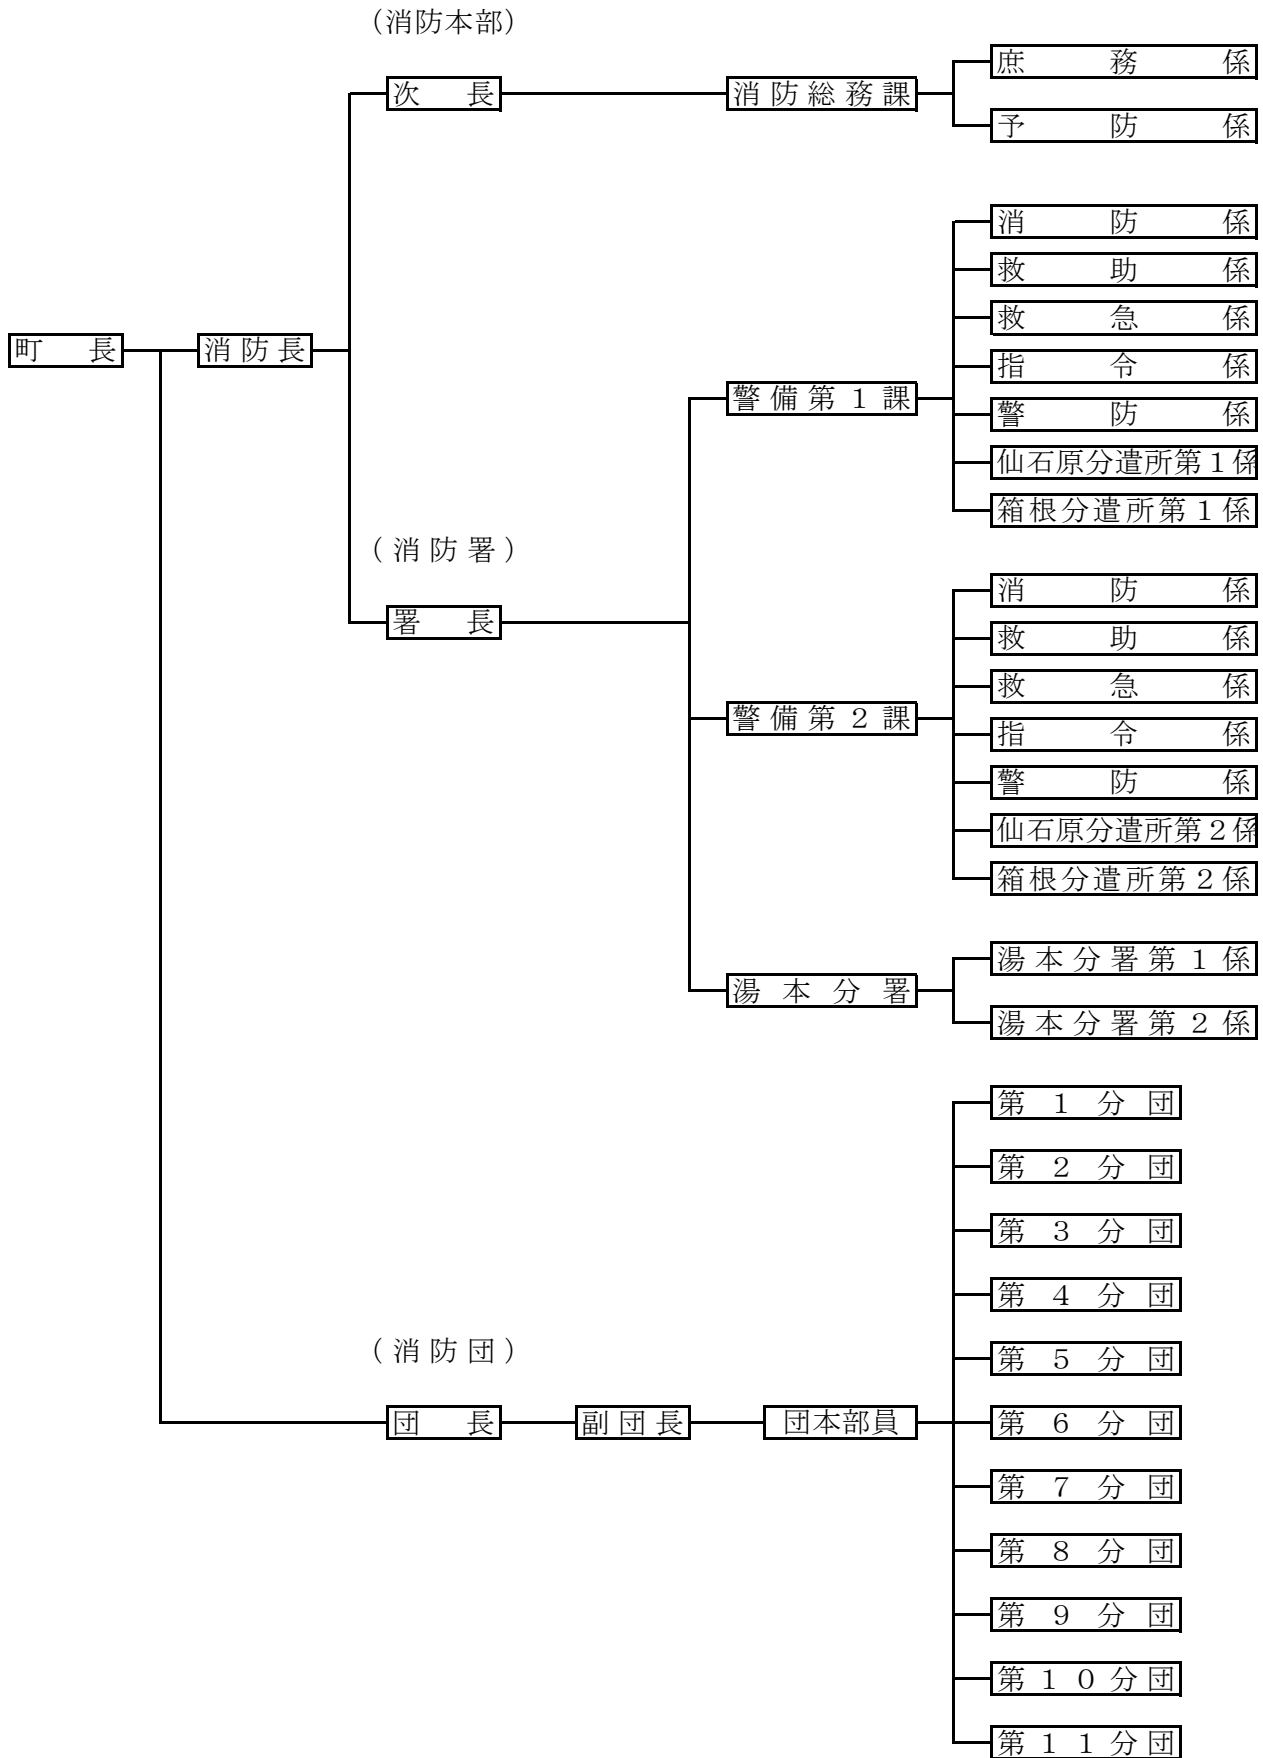 (消防本部)
次長
消防総務課
庶務係
予防係
町長
消防長
警備第１課
消防係
救助係
救急係
指令係
警防係
仙石原分遣所第１係
箱根分遣所第１係
(消防署)
署長
警備第２課
消防係
救助係
救急係
指令係
警防係
仙石原分遣所第２係
箱根分遣所第２係
湯本分署
湯本分署第１係
湯本分署第２係
(消防団)
団長
副団長
団本部員
第１分団
第２分団
第３分団
第４分団
第５分団
第６分団
第７分団
第８分団
第９分団
第１０分団
第１１分団